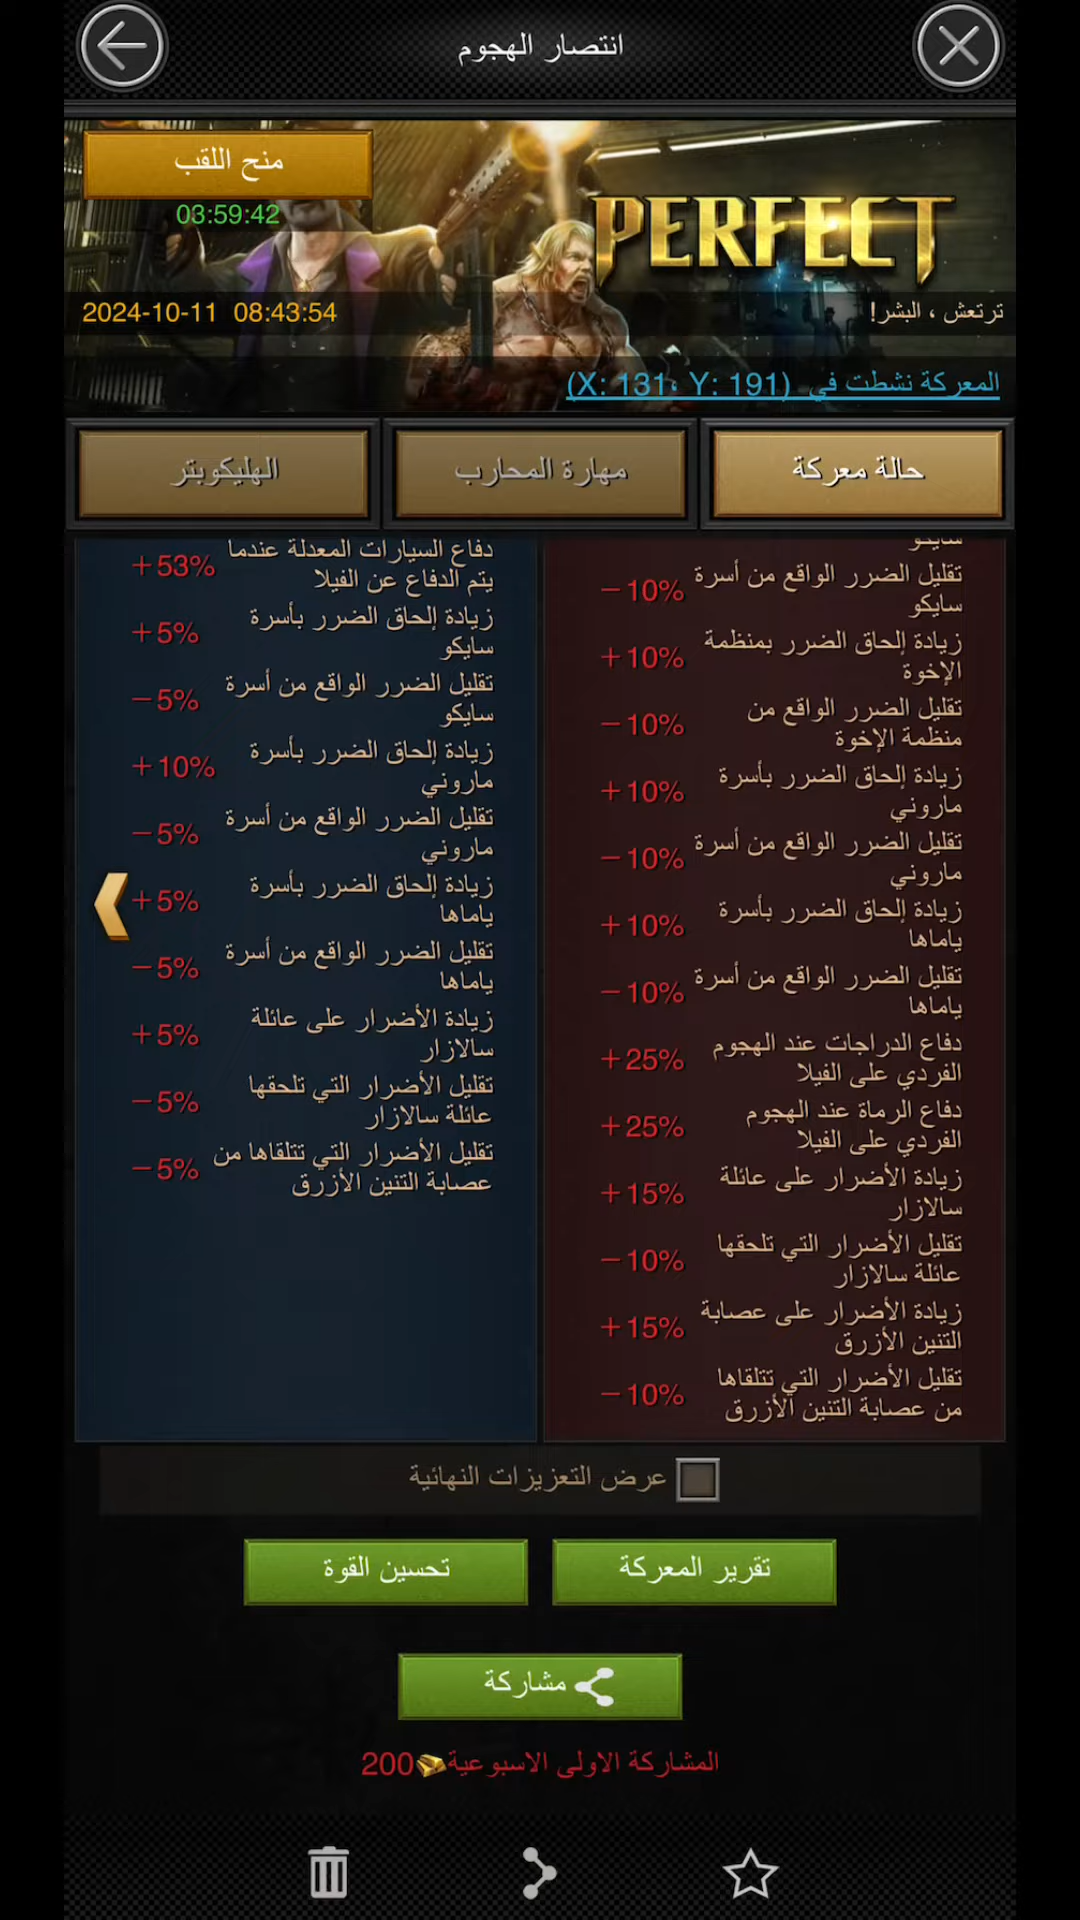 انتصار الهجوم
منح اللقب
03:59:42
PERFECT
2024-10-11 08:43:54
ترتعش ، البشر!
المعركة نشطت في (X: 131، Y: 191)
حالة معركة
مهارة المحارب
الهليكوبتر
سايكو
تقليل الضرر الواقع من أسرة
سايكو
−10%
زيادة إلحاق الضرر بمنظمة
الإخوة
+10%
تقليل الضرر الواقع من
منظمة الإخوة
−10%
زيادة إلحاق الضرر بأسرة
ماروني
+10%
تقليل الضرر الواقع من أسرة
ماروني
−10%
زيادة إلحاق الضرر بأسرة
ياماها
+10%
تقليل الضرر الواقع من أسرة
ياماها
−10%
دفاع الدراجات عند الهجوم
الفردي على الفيلا
+25%
دفاع الرماة عند الهجوم
الفردي على الفيلا
+25%
زيادة الأضرار على عائلة
سالازار
+15%
تقليل الأضرار التي تلحقها
عائلة سالازار
−10%
زيادة الأضرار على عصابة
التنين الأزرق
+15%
تقليل الأضرار التي تتلقاها
من عصابة التنين الأزرق
−10%
دفاع السيارات المعدلة عندما
يتم الدفاع عن الفيلا
+53%
زيادة إلحاق الضرر بأسرة
سايكو
+5%
تقليل الضرر الواقع من أسرة
سايكو
−5%
زيادة إلحاق الضرر بأسرة
ماروني
+10%
تقليل الضرر الواقع من أسرة
ماروني
−5%
زيادة إلحاق الضرر بأسرة
ياماها
+5%
تقليل الضرر الواقع من أسرة
ياماها
−5%
زيادة الأضرار على عائلة
سالازار
+5%
تقليل الأضرار التي تلحقها
عائلة سالازار
−5%
تقليل الأضرار التي تتلقاها من
عصابة التنين الأزرق
−5%
عرض التعزيزات النهائية
تقرير المعركة
تحسين القوة
مشاركة
المشاركة الاولى الاسبوعية 200